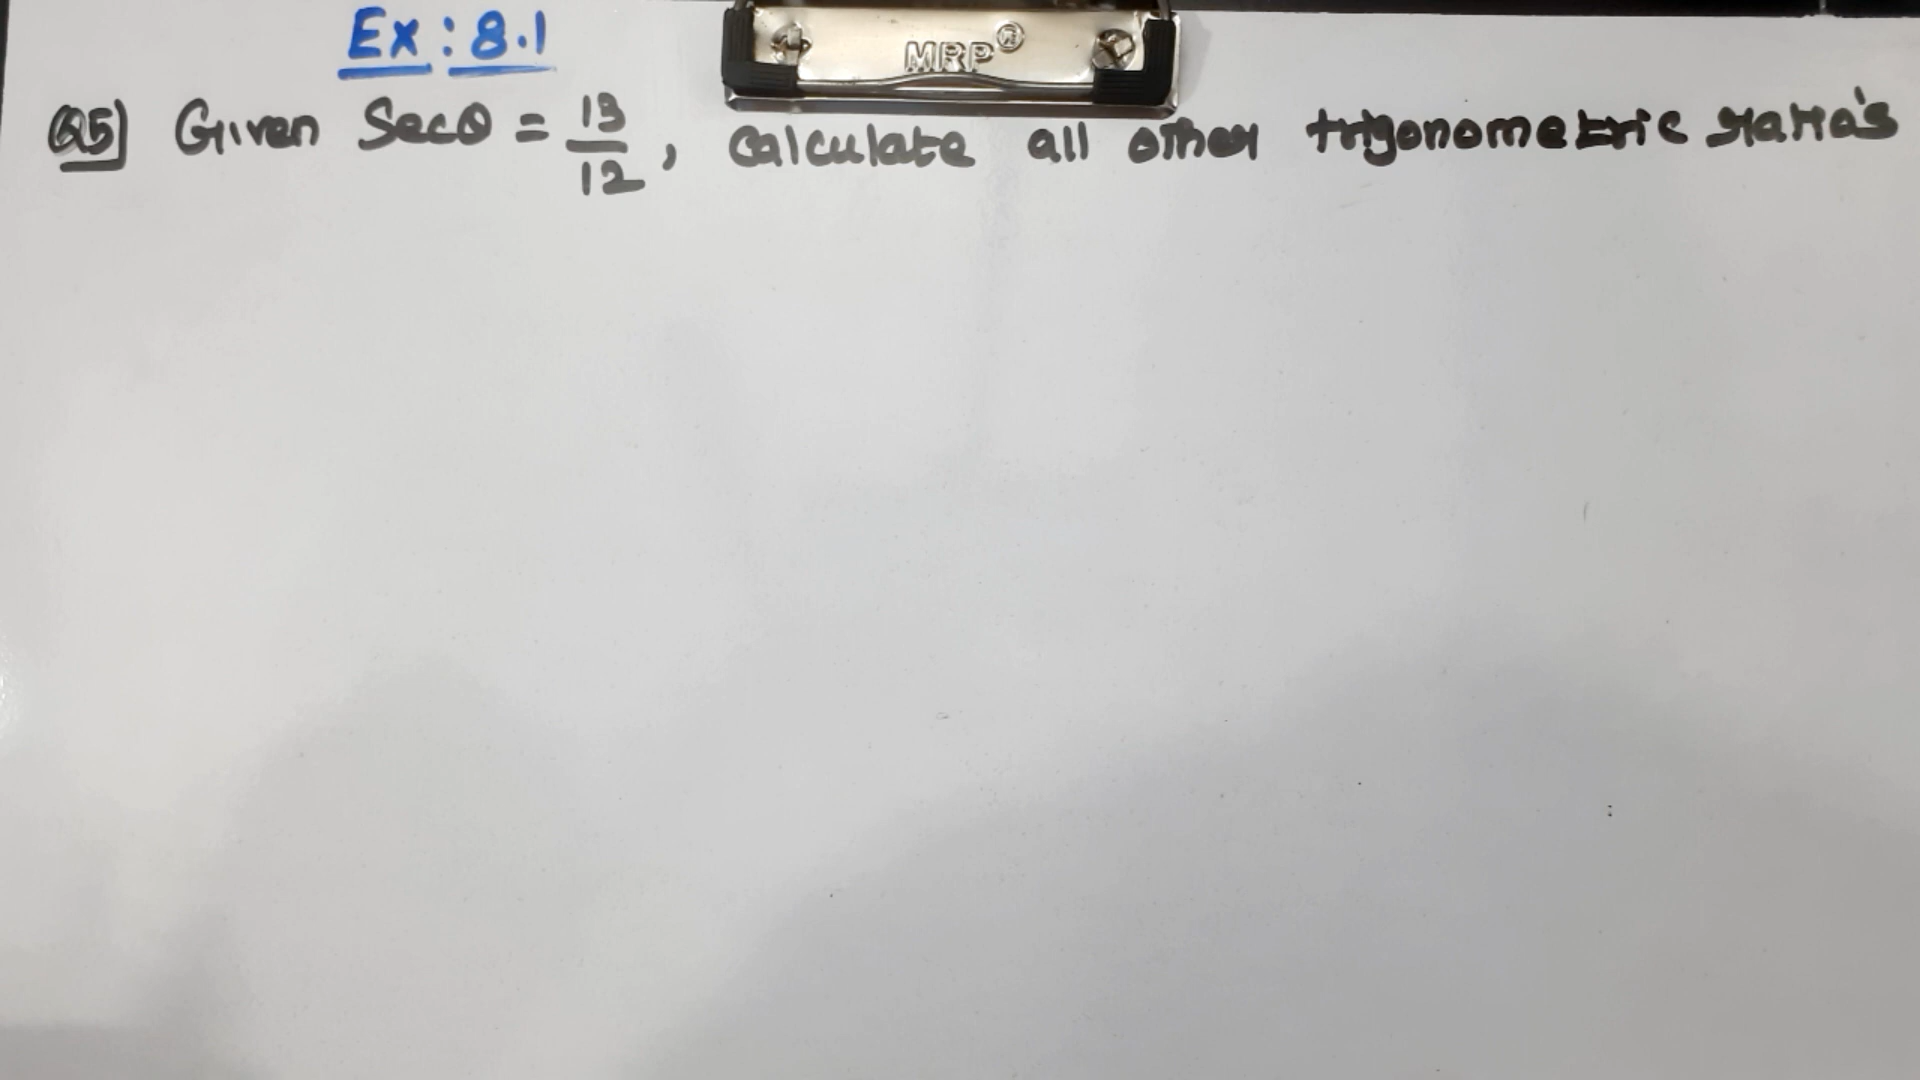 Ex: 8.1
MRP®
Q5] Given Secθ = 13/12, calculate all other trigonometric ratio's